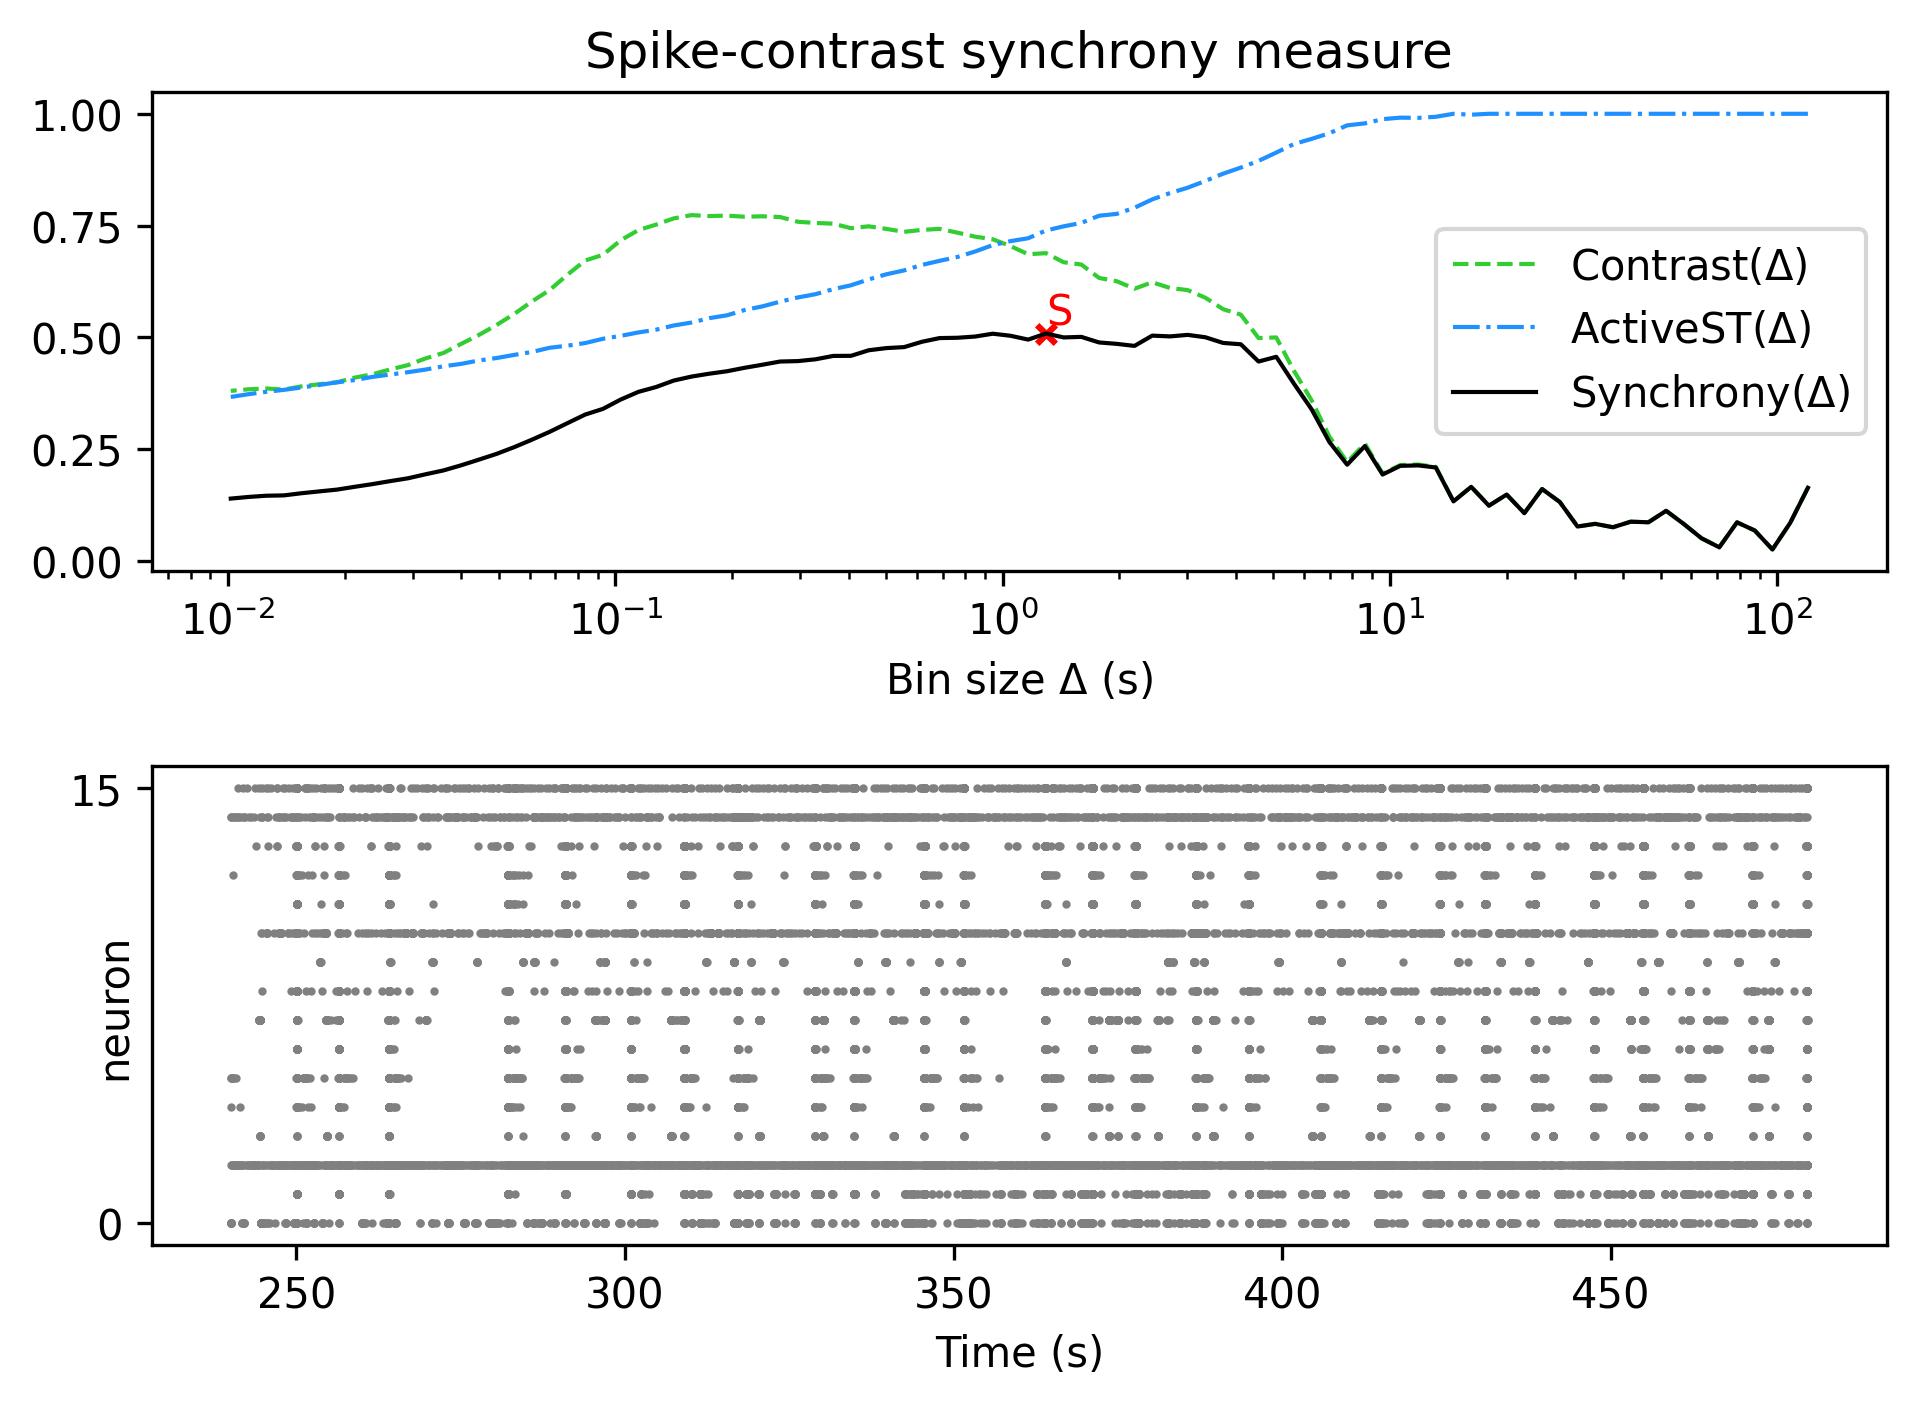 Spike-contrast synchrony measure
1.00
0.75
0.50
0.25
0.00
S
Contrast(Δ)
ActiveST(Δ)
Synchrony(Δ)
10⁻² 10⁻¹ 10⁰ 10¹ 10²
Bin size Δ (s)
15
neuron
0
250 300 350 400 450
Time (s)